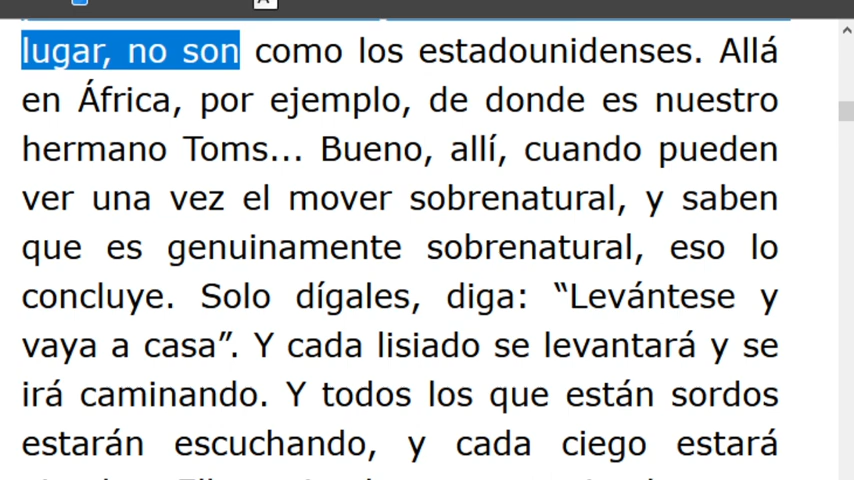 lugar, no son como los estadounidenses. Allá
en África, por ejemplo, de donde es nuestro
hermano Toms... Bueno, allí, cuando pueden
ver una vez el mover sobrenatural, y saben
que es genuinamente sobrenatural, eso lo
concluye. Solo dígales, diga: “Levántese y
vaya a casa”. Y cada lisiado se levantará y se
irá caminando. Y todos los que están sordos
estarán escuchando, y cada ciego estará